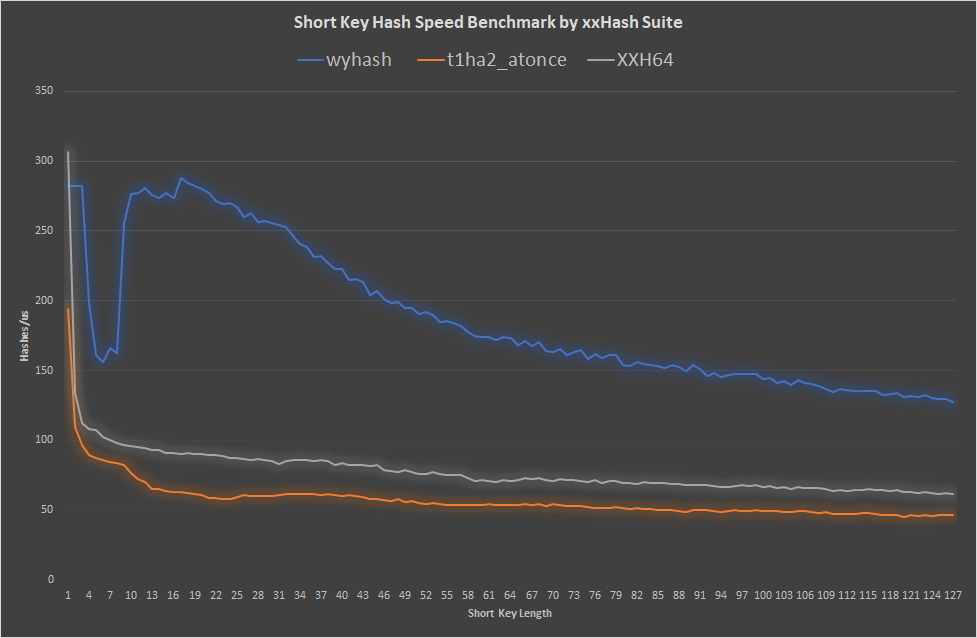 Short Key Hash Speed Benchmark by xxHash Suite
wyhash t1ha2_atonce XXH64
350
300
250
200
150
100
50
0
Hashes/us
1 4 7 10 13 16 19 22 25 28 31 34 37 40 43 46 49 52 55 58 61 64 67 70 73 76 79 82 85 88 91 94 97 100 103 106 109 112 115 118 121 124 127
Short Key Length